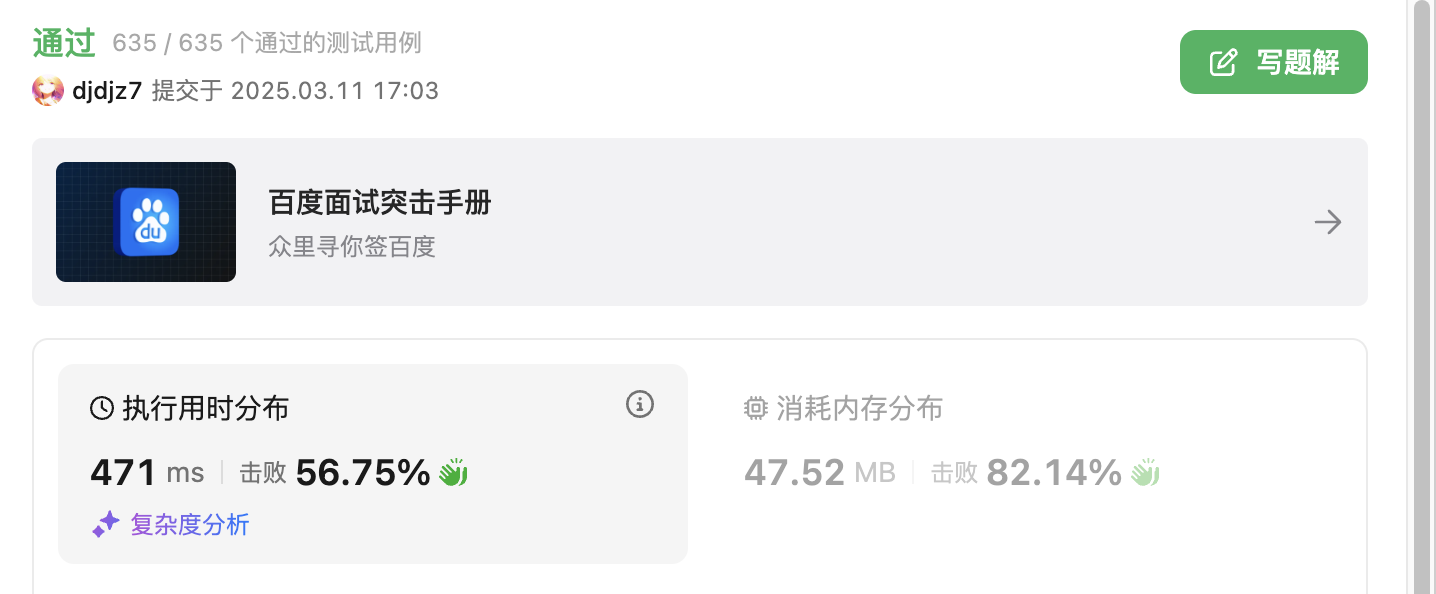 通过 635 / 635 个通过的测试用例
写题解
djdjz7 提交于 2025.03.11 17:03
du
百度面试突击手册
众里寻你签百度
执行用时分布
471 ms 击败 56.75%
复杂度分析
消耗内存分布
47.52 MB 击败 82.14%